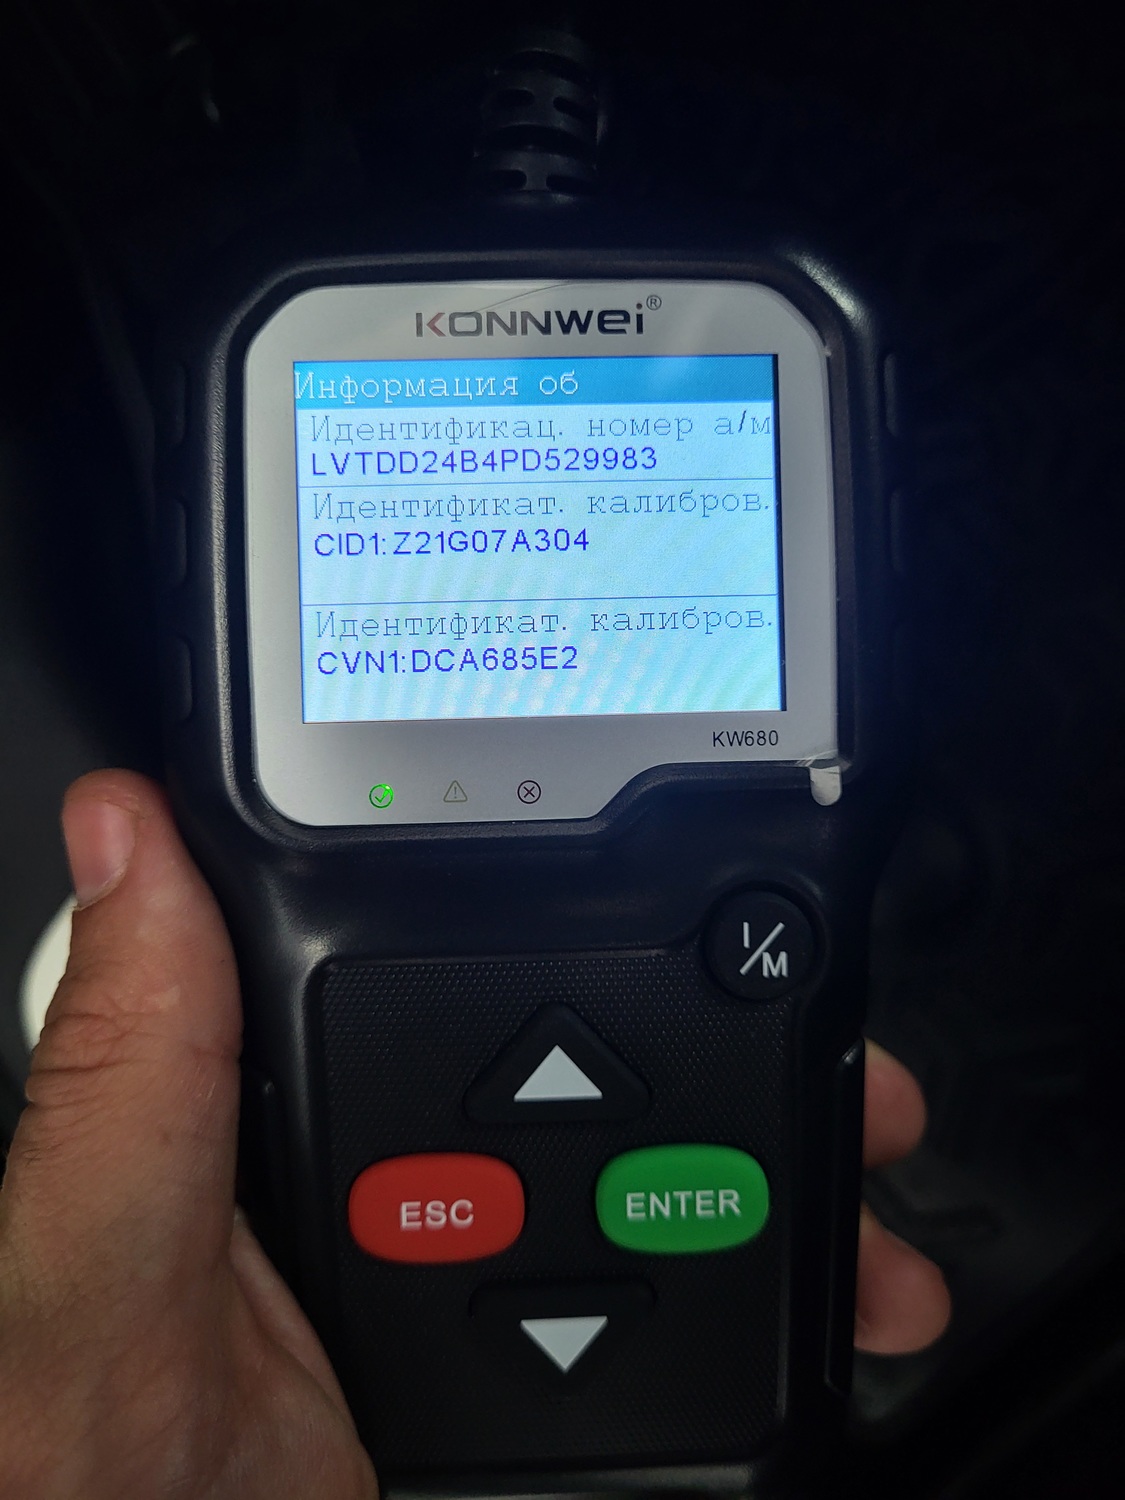 KONNWEI®
Информация об
Идентификац. номер а/м
LVTDD24B4PD529983
Идентификат. калибров.
CID1:Z21G07A304
Идентификат. калибров.
CVN1:DCA685E2
KW680
I/M
ESC
ENTER